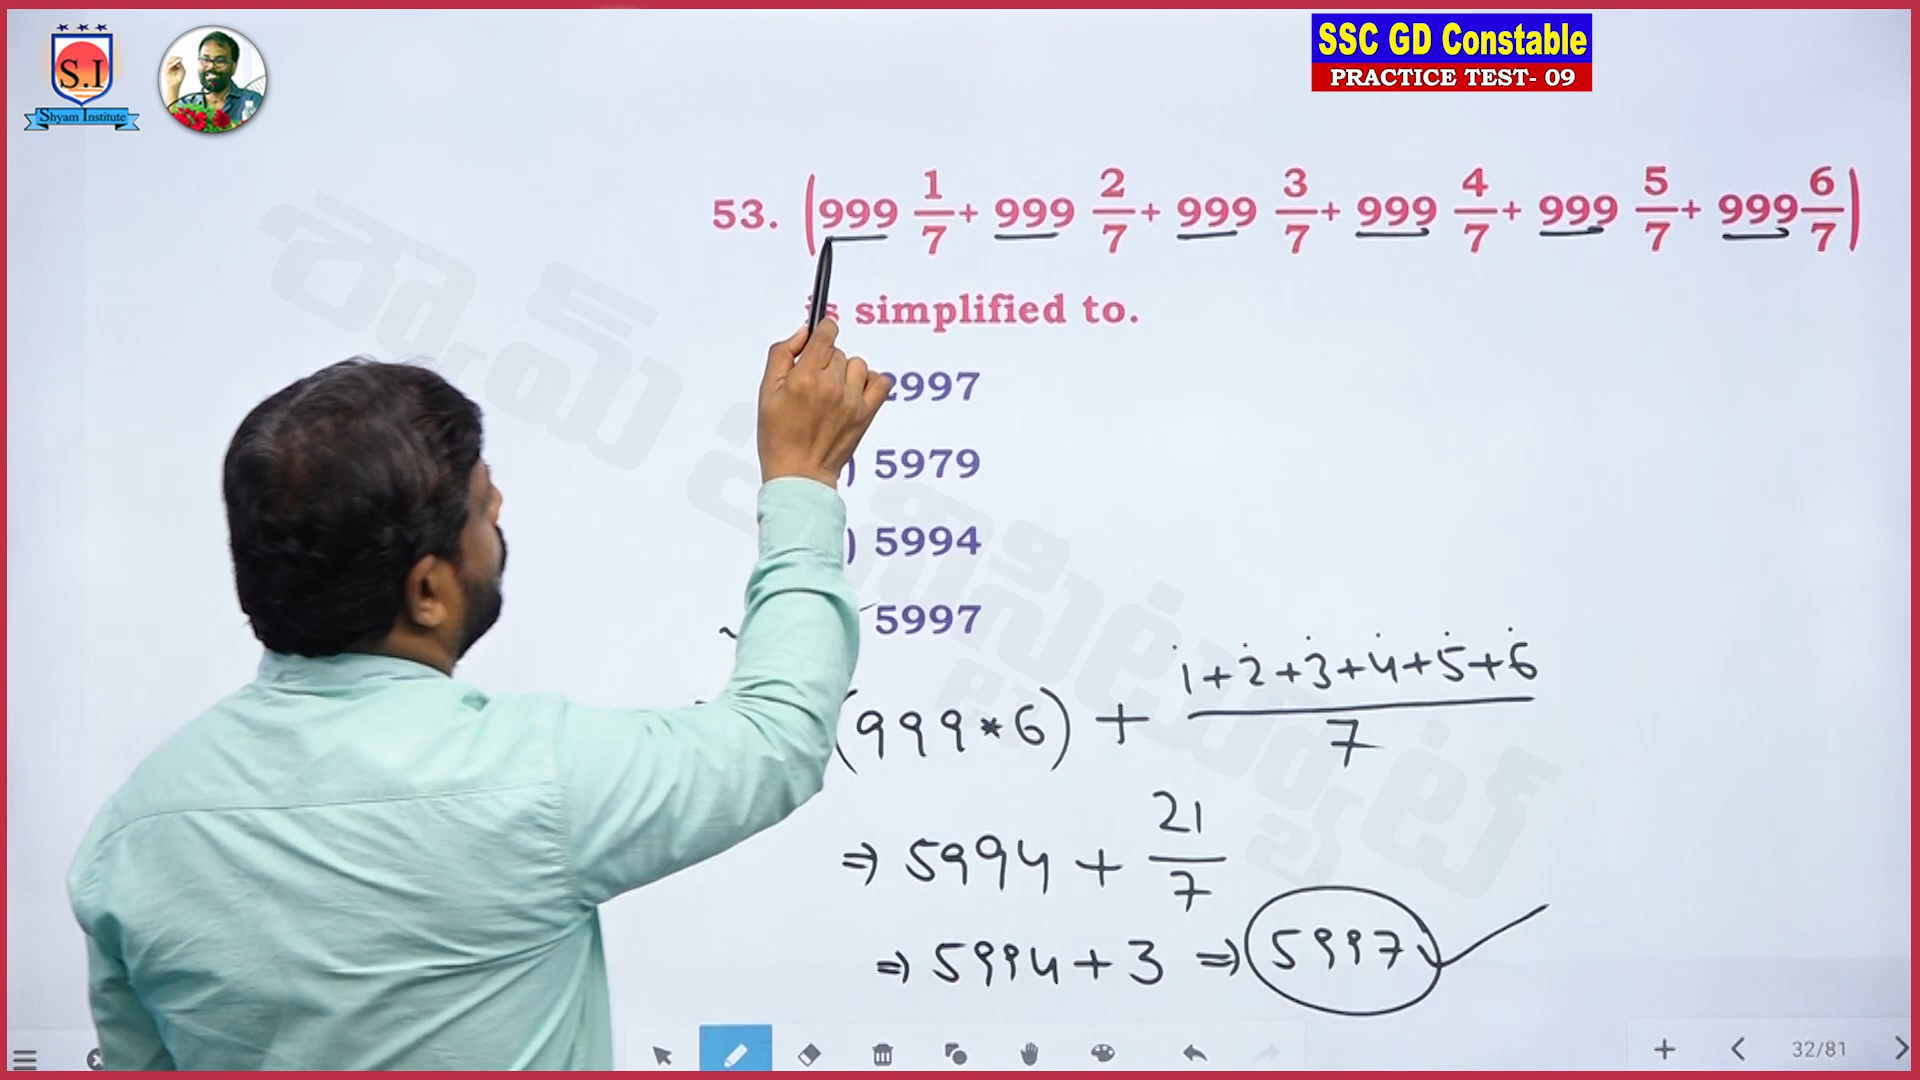 S.I
Shyam Institute
SSC GD Constable
PRACTICE TEST- 09
53. (999 1/7 + 999 2/7 + 999 3/7 + 999 4/7 + 999 5/7 + 999 6/7)
is simplified to.
2997
) 5979
) 5994
5997
(999*6) + 1+2+3+4+5+6/7
⇒ 5994 + 21/7
⇒ 5994+3 ⇒ 5997
శ్యామ్ ఇన్‌స్టిట్యూట్
32/81